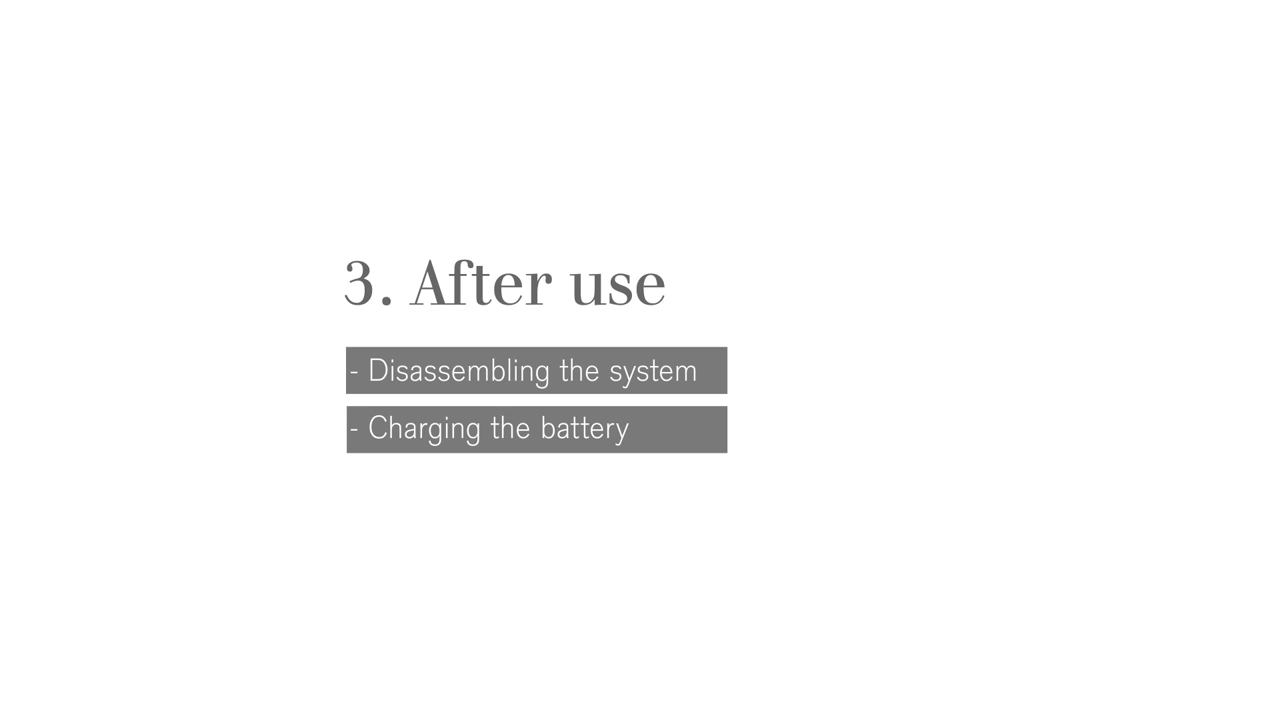 3. After use
- Disassembling the system
- Charging the battery